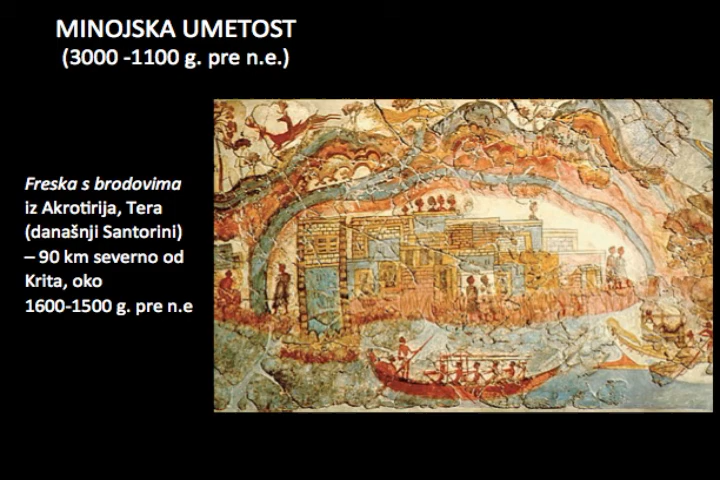 MINOJSKA UMETOST
(3000 -1100 g. pre n.e.)
Freska s brodovima
iz Akrotirija, Tera
(današnji Santorini)
– 90 km severno od
Krita, oko
1600-1500 g. pre n.e